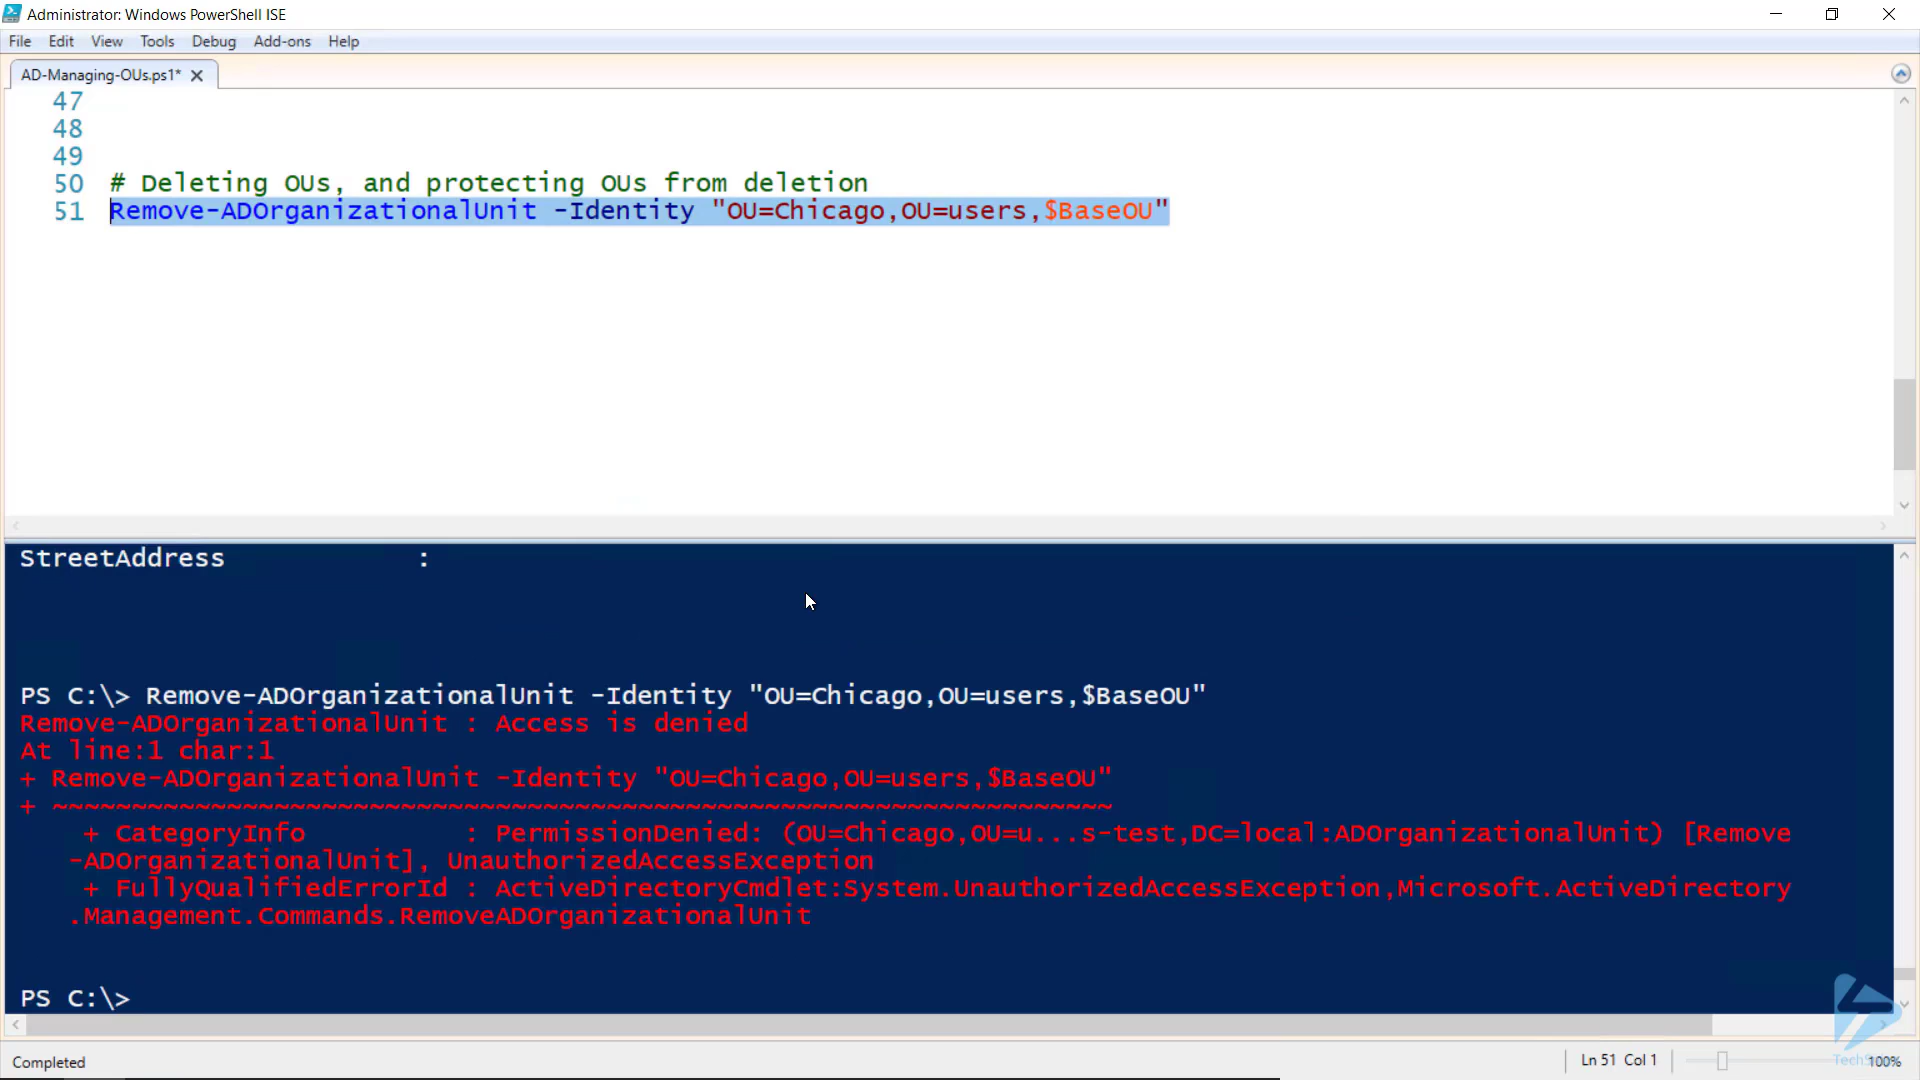 Administrator: Windows PowerShell ISE
File Edit View Tools Debug Add-ons Help
AD-Managing-OUs.ps1*
47
48
49
50 # Deleting OUs, and protecting OUs from deletion
51 Remove-ADOrganizationalUnit -Identity "OU=Chicago,OU=users,$BaseOU"
StreetAddress :
PS C:\> Remove-ADOrganizationalUnit -Identity "OU=Chicago,OU=users,$BaseOU"
Remove-ADOrganizationalUnit : Access is denied
At line:1 char:1
+ Remove-ADOrganizationalUnit -Identity "OU=Chicago,OU=users,$BaseOU"
+ ~~~~~~~~~~~~~~~~~~~~~~~~~~~~~~~~~~~~~~~~~~~~~~~~~~~~~~~~~~~~~~~~~~~
+ CategoryInfo : PermissionDenied: (OU=Chicago,OU=u...s-test,DC=local:ADOrganizationalUnit) [Remove
-ADOrganizationalUnit], UnauthorizedAccessException
+ FullyQualifiedErrorId : ActiveDirectoryCmdlet:System.UnauthorizedAccessException,Microsoft.ActiveDirectory
.Management.Commands.RemoveADOrganizationalUnit
PS C:\>
Completed
Ln 51 Col 1
100%